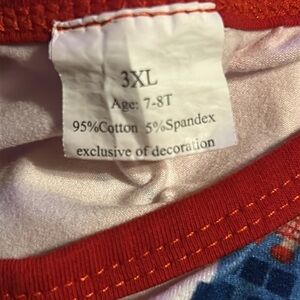 3XL
Age: 7-8T
95%Cotton 5%Spandex
exclusive of decoration